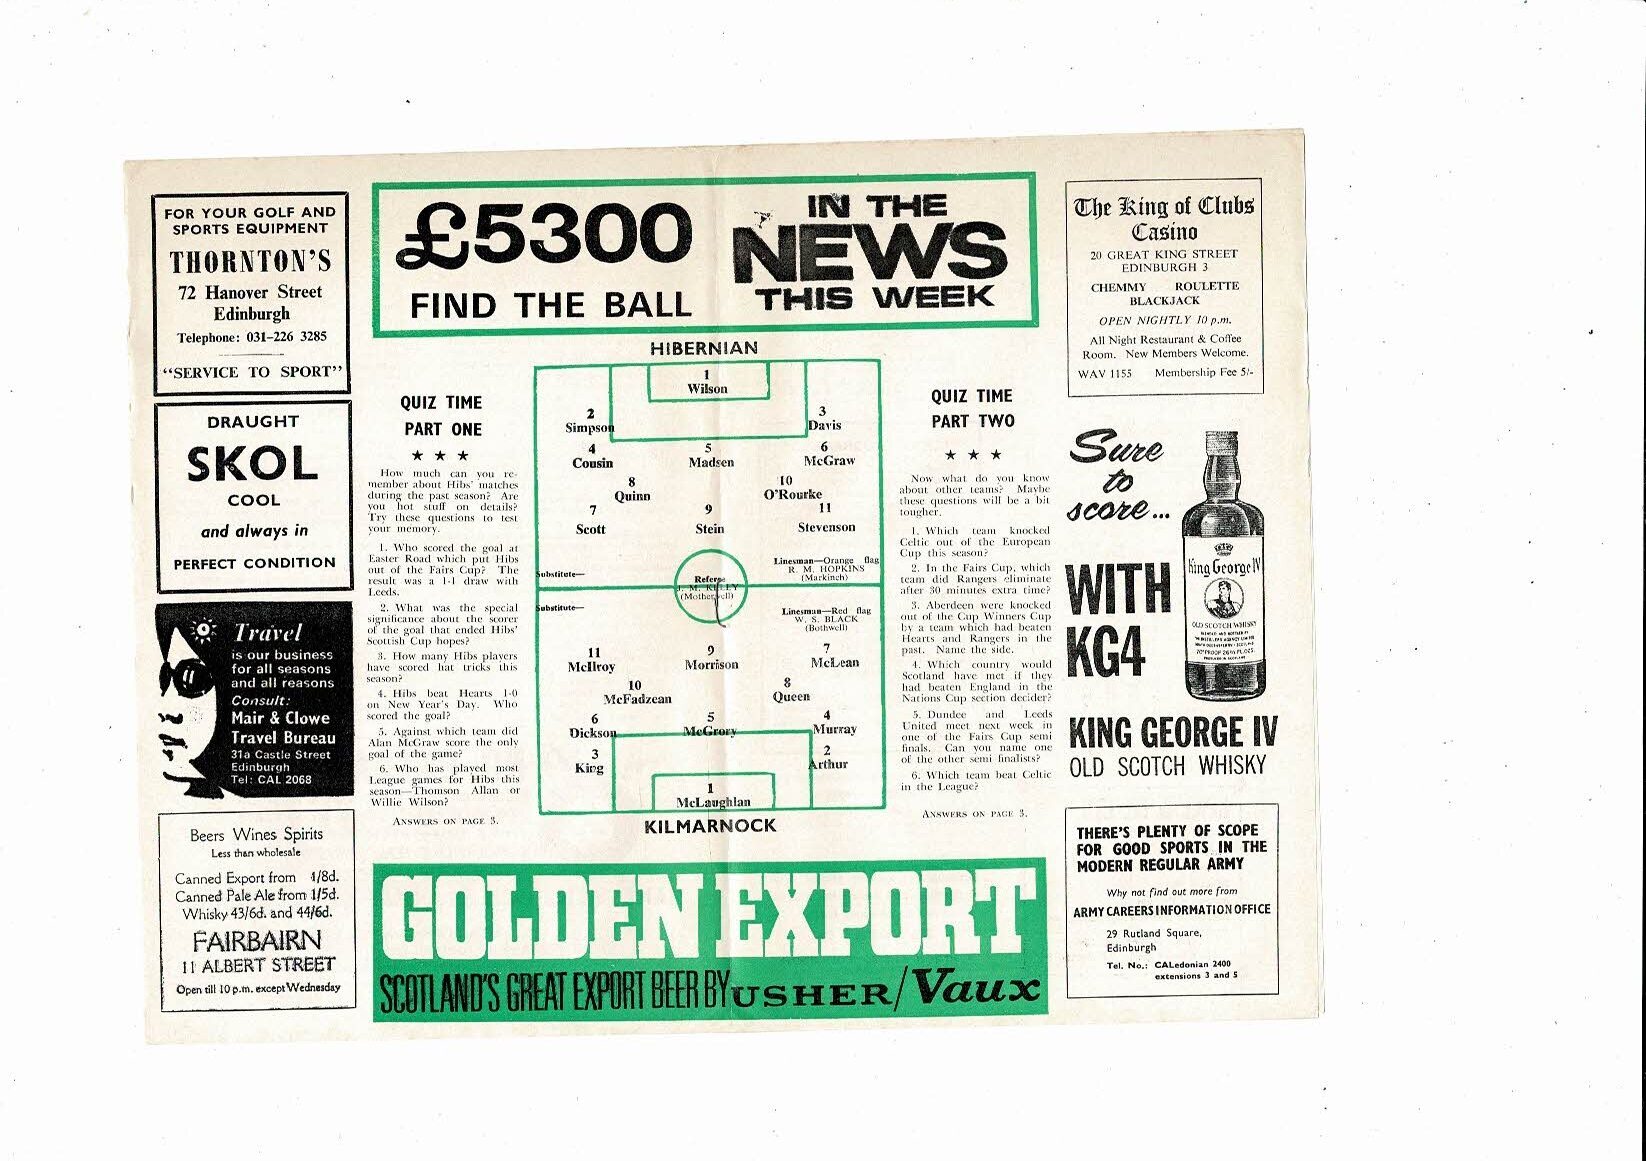 FOR YOUR GOLF AND
SPORTS EQUIPMENT
THORNTON'S
72 Hanover Street
Edinburgh
Telephone: 031-226 3285
"SERVICE TO SPORT"
DRAUGHT
SKOL
COOL
and always in
PERFECT CONDITION
Travel
is our business
for all seasons
and all reasons
Consult:
Mair & Clowe
Travel Bureau
31a Castle Street
Edinburgh
Tel: CAL 2068
Beers Wines Spirits
Less than wholesale
Canned Export from 1/8d.
Canned Pale Ale from 1/5d.
Whisky 43/6d. and 44/6d.
FAIRBAIRN
11 ALBERT STREET
Open till 10 p.m. except Wednesday
£5300
FIND THE BALL
IN THE
NEWS
THIS WEEK
QUIZ TIME
PART ONE
★ ★ ★
How much can you re-
member about Hibs' matches
during the past season? Are
you hot stuff on details?
Try these questions to test
your memory.
1. Who scored the goal at
Easter Road which put Hibs
out of the Fairs Cup? The
result was a 1-1 draw with
Leeds.
2. What was the special
significance about the scorer
of the goal that ended Hibs'
Scottish Cup hopes?
3. How many Hibs players
have scored hat tricks this
season?
4. Hibs beat Hearts 1-0
on New Year's Day. Who
scored the goal?
5. Against which team did
Alan McGraw score the only
goal of the game?
6. Who has played most
League games for Hibs this
season—Thomson Allan or
Willie Wilson?
ANSWERS ON PAGE 3.
HIBERNIAN
1
Wilson
2 3
Simpson Davis
4 5 6
Cousin Madsen McGraw
8 10
Quinn O'Rourke
7 9 11
Scott Stein Stevenson
Linesman—Orange flag
R. M. HOPKINS
(Markinch)
Substitute—
Referee
J. M. KELLY
(Motherwell)
Substitute—
Linesman—Red flag
W. S. BLACK
(Bothwell)
11 9 7
McIlroy Morrison McLean
10 8
McFadzean Queen
6 5 4
Dickson McGrory Murray
3 2
King Arthur
1
McLaughlan
KILMARNOCK
QUIZ TIME
PART TWO
★ ★ ★
Now what do you know
about other teams? Maybe
these questions will be a bit
tougher.
1. Which team knocked
Celtic out of the European
Cup this season?
2. In the Fairs Cup, which
team did Rangers eliminate
after 30 minutes extra time?
3. Aberdeen were knocked
out of the Cup Winners Cup
by a team which had beaten
Hearts and Rangers in the
past. Name the side.
4. Which country would
Scotland have met if they
had beaten England in the
Nations Cup section decider?
5. Dundee and Leeds
United meet next week in
one of the Fairs Cup semi
finals. Can you name one
of the other semi finalists?
6. Which team beat Celtic
in the League?
ANSWERS ON PAGE 3.
GOLDEN EXPORT
SCOTLAND'S GREAT EXPORT BEER BY USHER/Vaux
The King of Clubs
Casino
20 GREAT KING STREET
EDINBURGH 3
CHEMMY ROULETTE
BLACKJACK
OPEN NIGHTLY 10 p.m.
All Night Restaurant & Coffee
Room. New Members Welcome.
WAV 1155 Membership Fee 5/-
Sure
to
score...
WITH
KG4
King George IV
OLD SCOTCH WHISKY
KING GEORGE IV
OLD SCOTCH WHISKY
THERE'S PLENTY OF SCOPE
FOR GOOD SPORTS IN THE
MODERN REGULAR ARMY
Why not find out more from
ARMY CAREERS INFORMATION OFFICE
29 Rutland Square,
Edinburgh
Tel. No.: CALedonian 2400
extensions 3 and 5